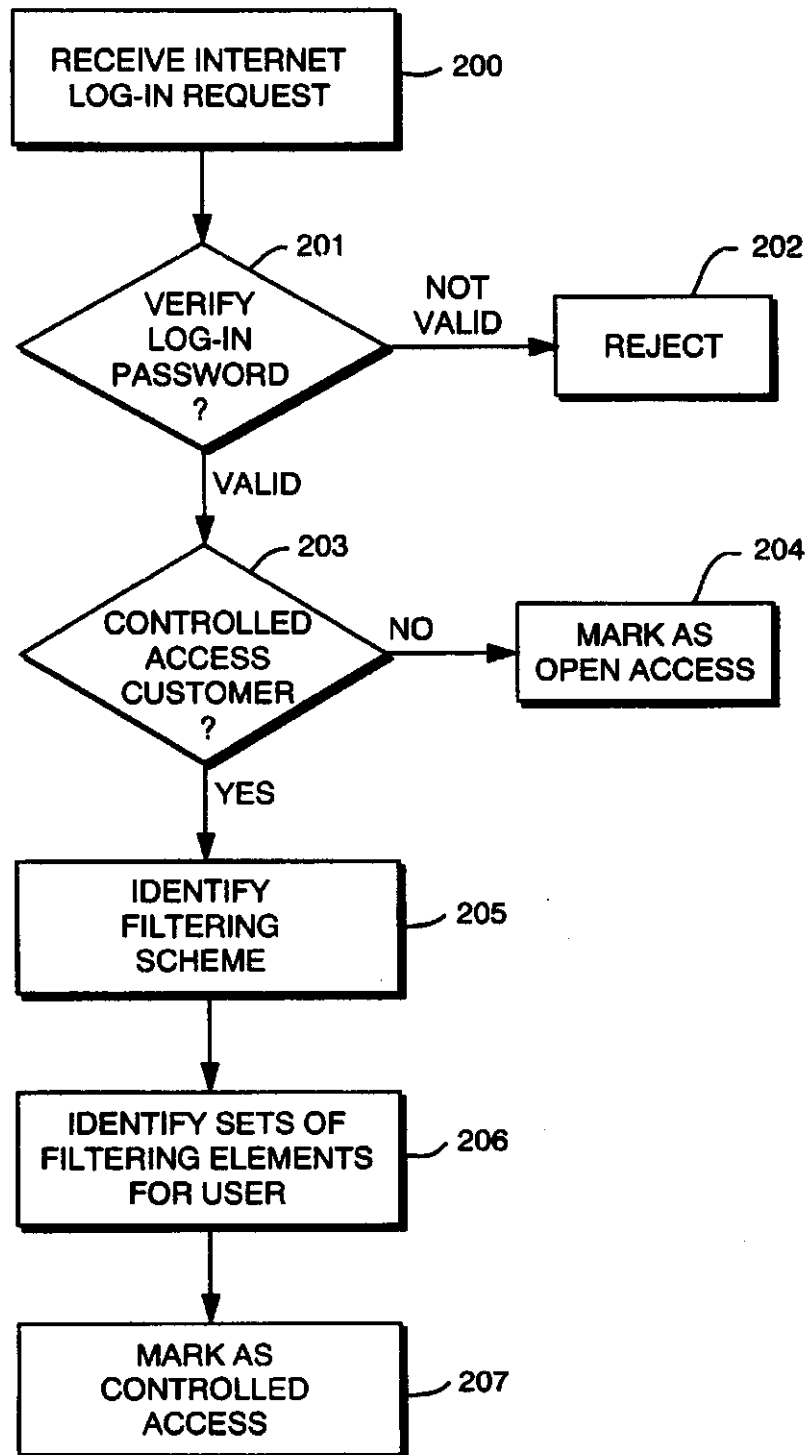 RECEIVE INTERNET
LOG-IN REQUEST
200
201
VERIFY
LOG-IN
PASSWORD
?
NOT
VALID
202
REJECT
VALID
203
CONTROLLED
ACCESS
CUSTOMER
?
NO
204
MARK AS
OPEN ACCESS
YES
IDENTIFY
FILTERING
SCHEME
205
IDENTIFY SETS OF
FILTERING ELEMENTS
FOR USER
206
MARK AS
CONTROLLED
ACCESS
207